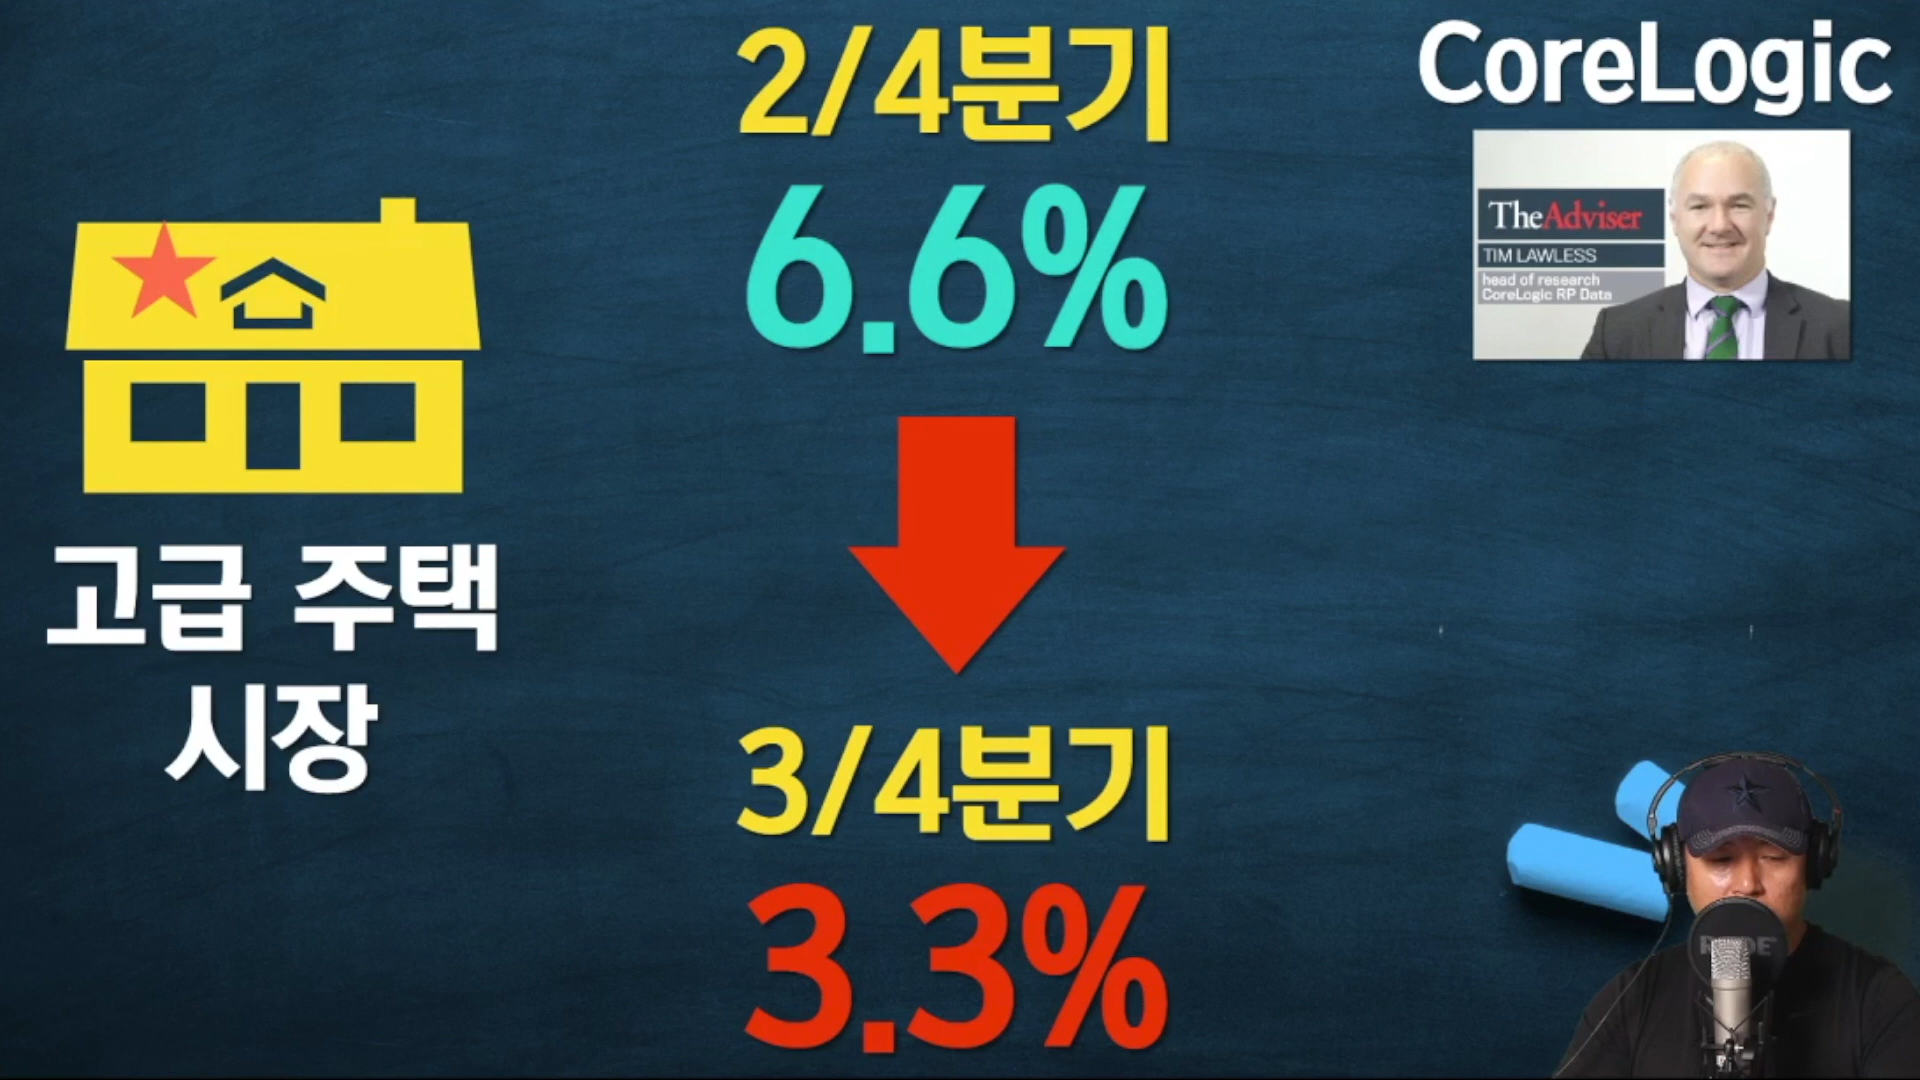 2/4분기
6.6%
3/4분기
3.3%
고급 주택
시장
CoreLogic
TheAdviser
TIM LAWLESS
head of research
CoreLogic RP Data
RODE